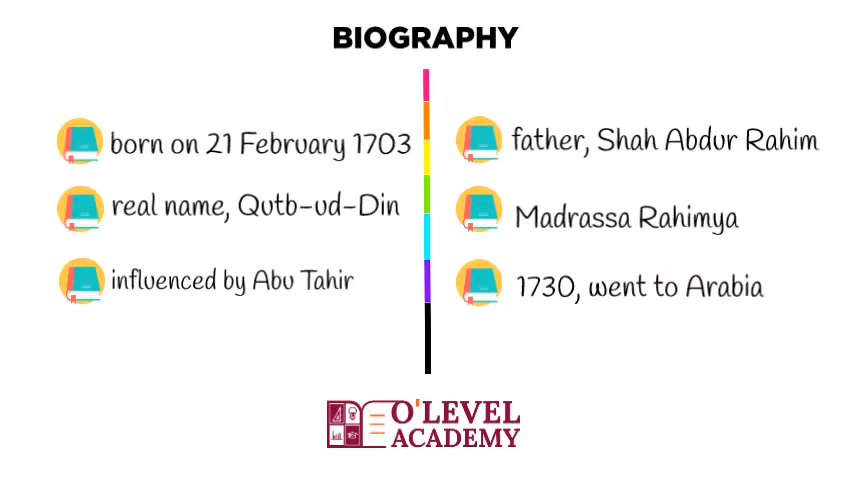 BIOGRAPHY
born on 21 February 1703
real name, Qutb-ud-Din
influenced by Abu Tahir
father, Shah Abdur Rahim
Madrassa Rahimya
1730, went to Arabia
O'LEVEL
ACADEMY